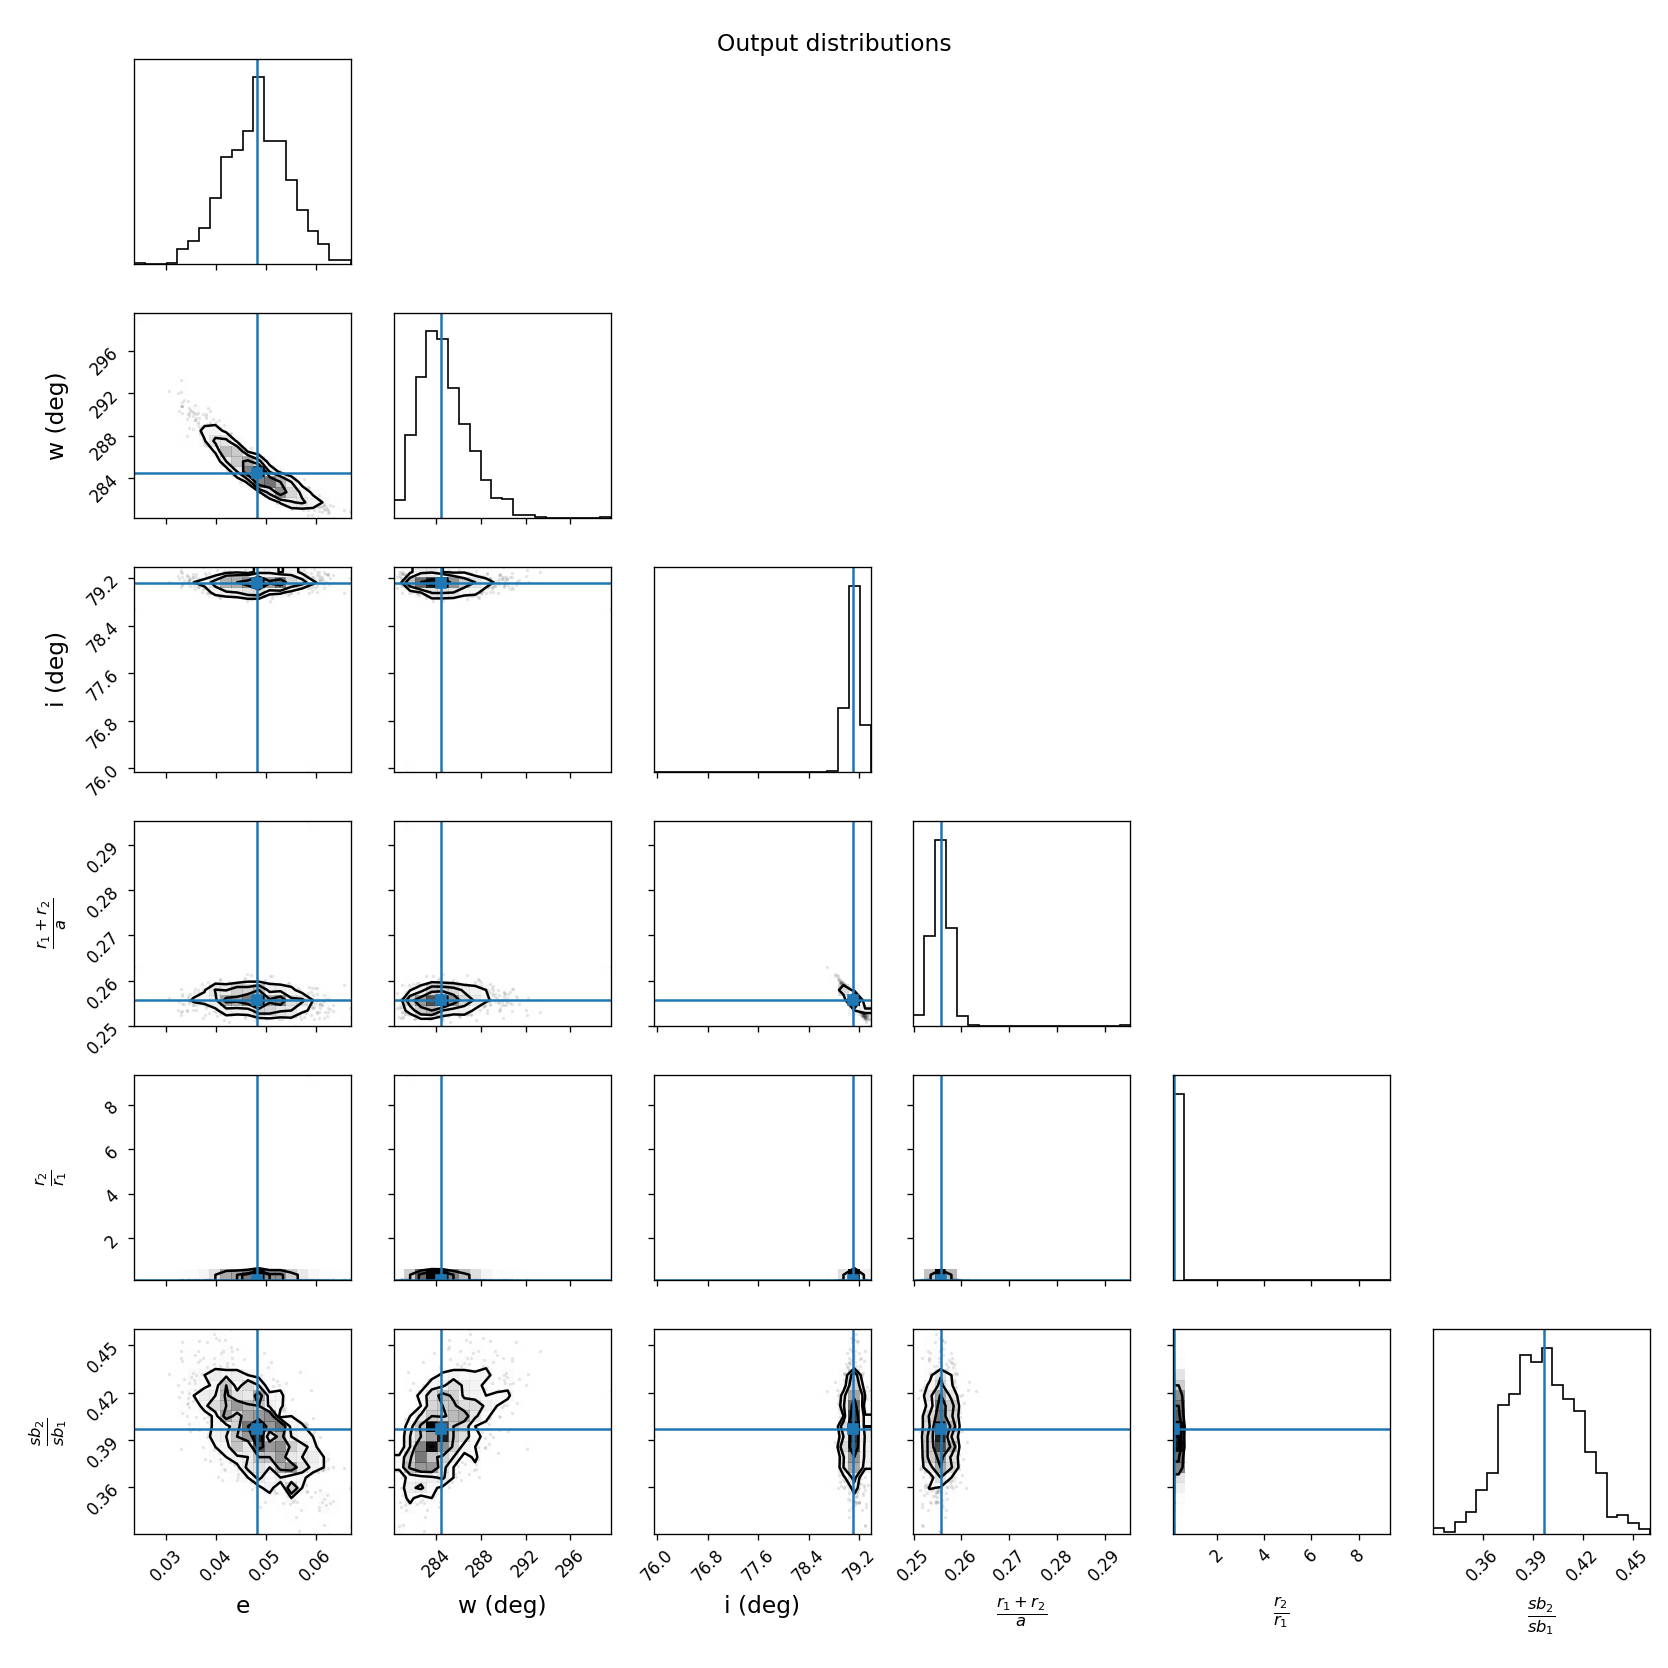 Output distributions
w (deg)
296
292
288
284
i (deg)
79.2
78.4
77.6
76.8
76.0
r₁ + r₂
a
0.29
0.28
0.27
0.26
0.25
r₂
r₁
8
6
4
2
sb₂
sb₁
0.45
0.42
0.39
0.36
0.03 0.04 0.05 0.06 284 288 292 296 76.0 76.8 77.6 78.4 79.2 0.25 0.26 0.27 0.28 0.29 2 4 6 8 0.36 0.39 0.42 0.45
e w (deg) i (deg) r₁ + r₂ r₂ sb₂
a r₁ sb₁